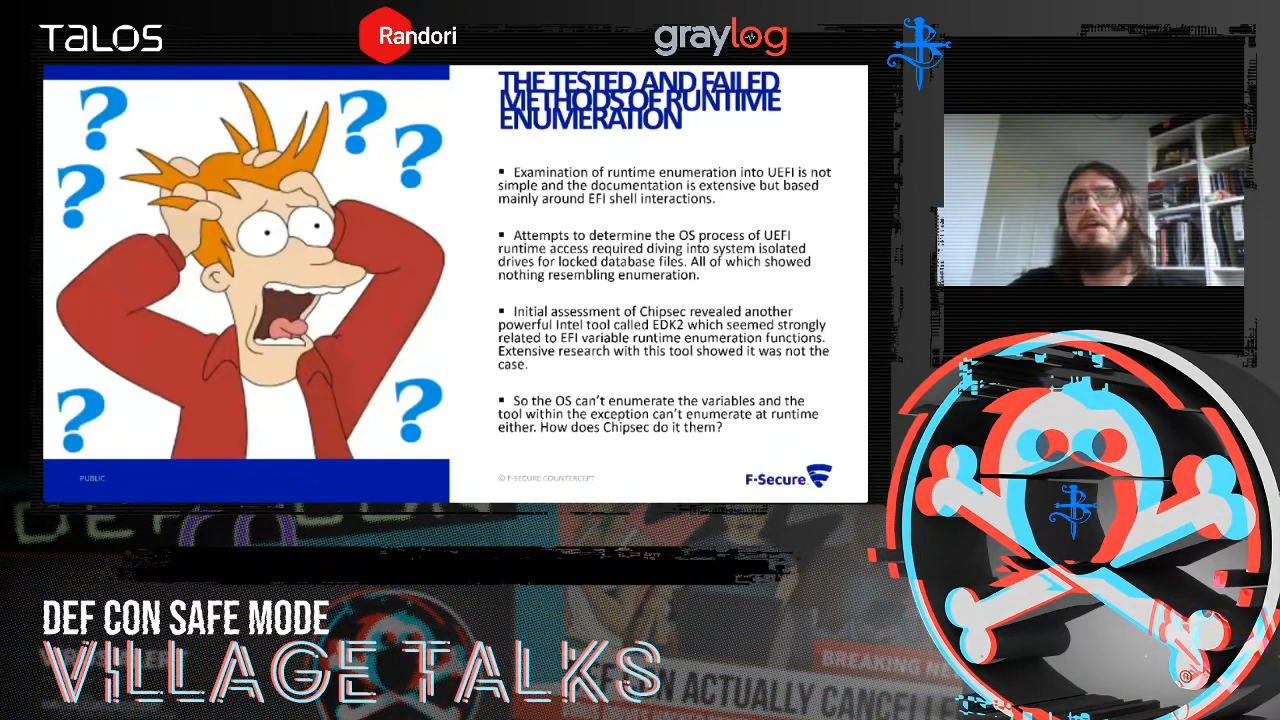 TALOS
Randori
graylog
THE TESTED AND FAILED
METHODS OF RUNTIME
ENUMERATION
? ? ? ? ? ?
▪ Examination of runtime enumeration into UEFI is not
simple and the documentation is extensive but based
mainly around EFI shell interactions.
▪ Attempts to determine the OS process of UEFI
runtime access required diving into system isolated
drives for locked database files. All of which showed
nothing resembling enumeration.
▪ Initial assessment of Chipsec revealed another
powerful Intel tool called EDK2 which seemed strongly
related to EFI variable runtime enumeration functions.
Extensive research with this tool showed it was not the
case.
▪ So the OS can't enumerate the variables and the
tool within the exception can't enumerate at runtime
either. How does Chipsec do it them?
PUBLIC
© F-SECURE COUNTERCEPT
F-Secure.
DEF CON
DEF CON SAFE MODE
VILLAGE TALKS
BREAKING
CON ACTUALLY CANCELLE
®